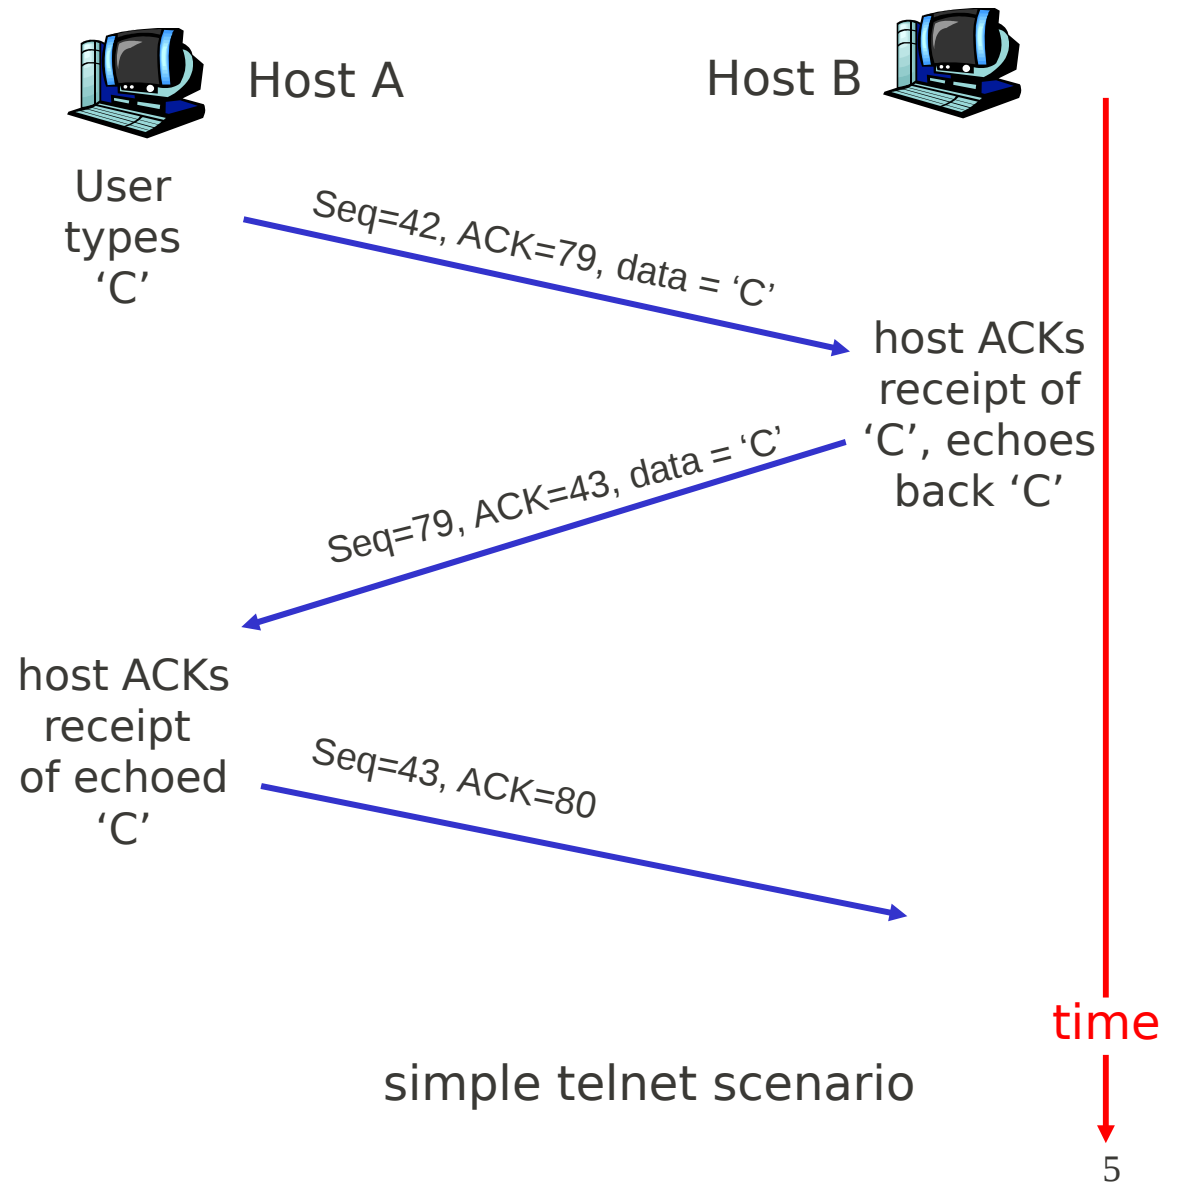 Host A
Host B
User
types
‘C’
Seq=42, ACK=79, data = ‘C’
host ACKs
receipt of
‘C’, echoes
back ‘C’
Seq=79, ACK=43, data = ‘C’
host ACKs
receipt
of echoed
‘C’
Seq=43, ACK=80
time
simple telnet scenario
5